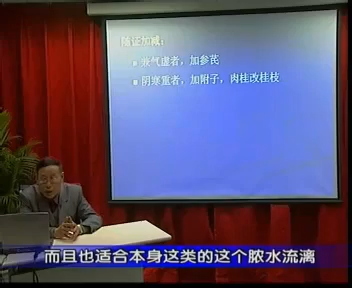 随证加减：
兼气虚者，加参芪
阴寒重者，加附子，肉桂改桂枝
而且也适合本身这类的这个脓水流漓